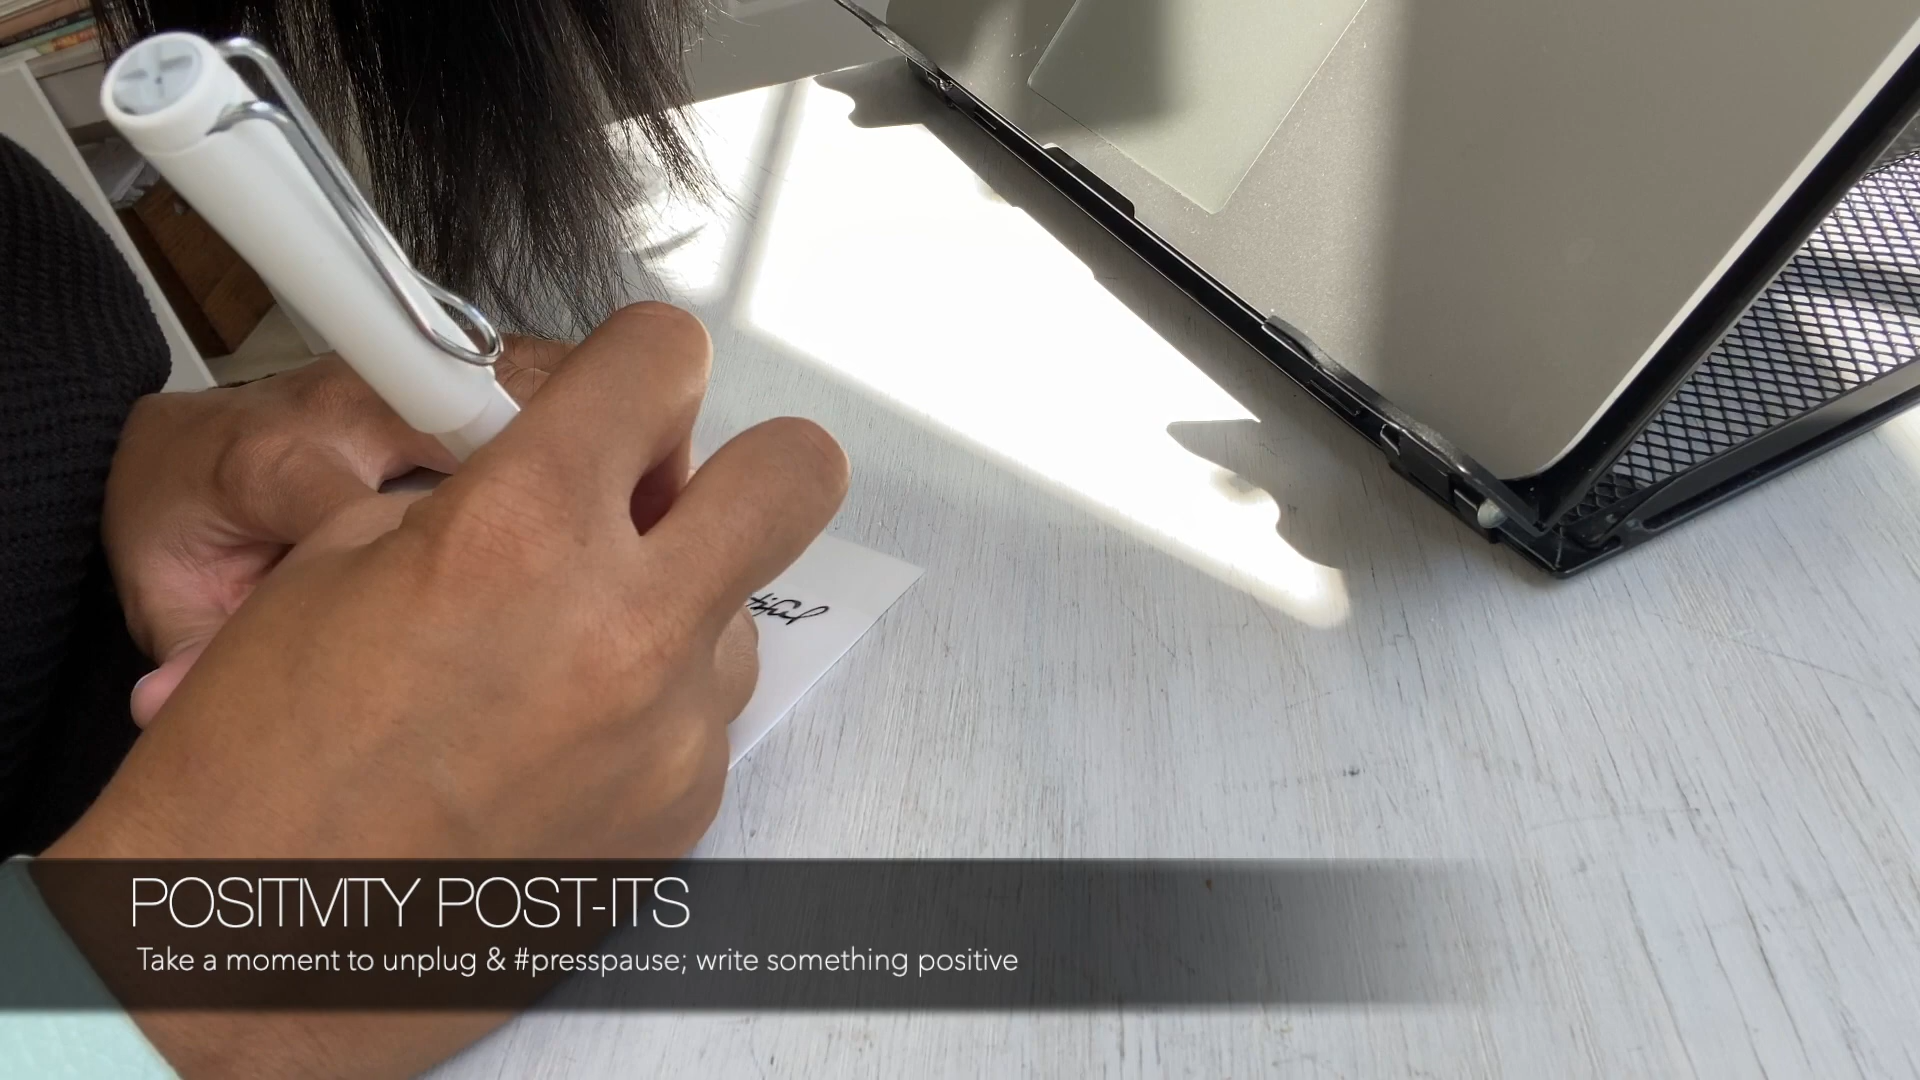 POSITIVITY POST-ITS
Take a moment to unplug & #presspause; write something positive